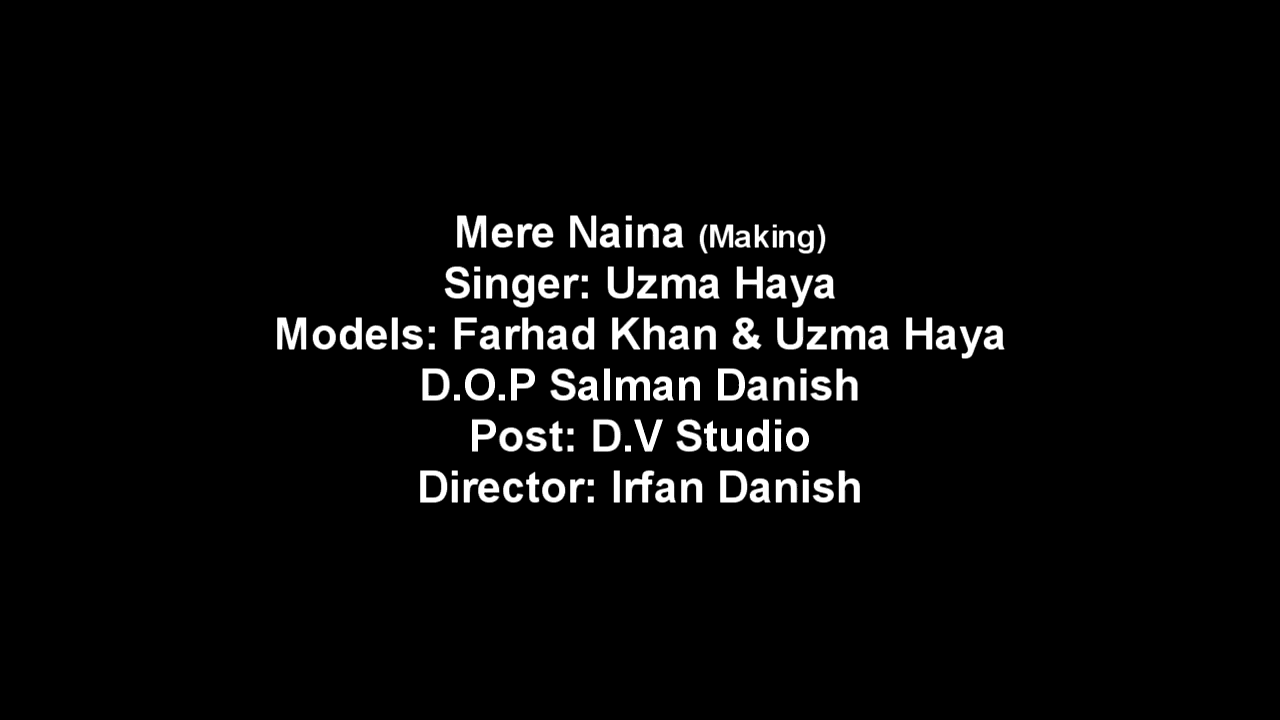 Mere Naina (Making)
Singer: Uzma Haya
Models: Farhad Khan & Uzma Haya
D.O.P Salman Danish
Post: D.V Studio
Director: Irfan Danish